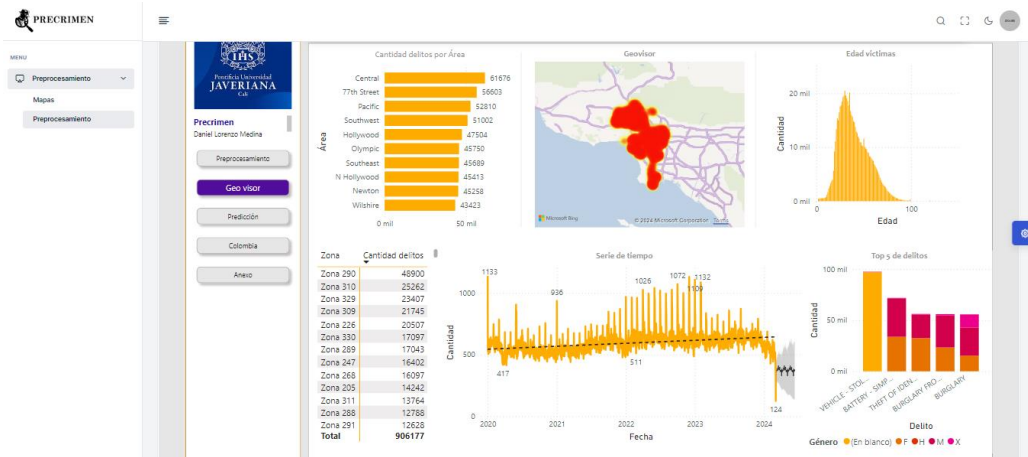 PRECRIMEN
MENU
Preprocesamiento
Mapas
Preprocesamiento
IHS
Pontificia Universidad
JAVERIANA
Cali
Precrimen
Daniel Lorenzo Medina
Preprocesamiento
Geo visor
Predicción
Colombia
Anexo
Cantidad delitos por Área
Área
Central 61676
77th Street 56603
Pacific 52810
Southwest 51002
Hollywood 47504
Olympic 45750
Southeast 45689
N Hollywood 45413
Newton 45258
Wilshire 43423
0 mil 50 mil
Geovisor
Microsoft Bing
© 2024 Microsoft Corporation Terms
Edad víctimas
Cantidad
20 mil
10 mil
0 mil
0 100
Edad
Zona Cantidad delitos
Zona 290 48900
Zona 310 25262
Zona 329 23407
Zona 309 21745
Zona 226 20507
Zona 330 17097
Zona 289 17043
Zona 247 16402
Zona 268 16097
Zona 205 14242
Zona 311 13764
Zona 288 12788
Zona 291 12628
Total 906177
Serie de tiempo
Cantidad
1133
936
1026
1072
1132
1109
1000
500
417
511
124
0
2020 2021 2022 2023 2024
Fecha
Top 5 de delitos
Cantidad
100 mil
50 mil
0 mil
VEHICLE - STOL...
BATTERY - SIMP...
THEFT OF IDEN...
BURGLARY FRO...
BURGLARY
Delito
Género (En blanco) F H M X